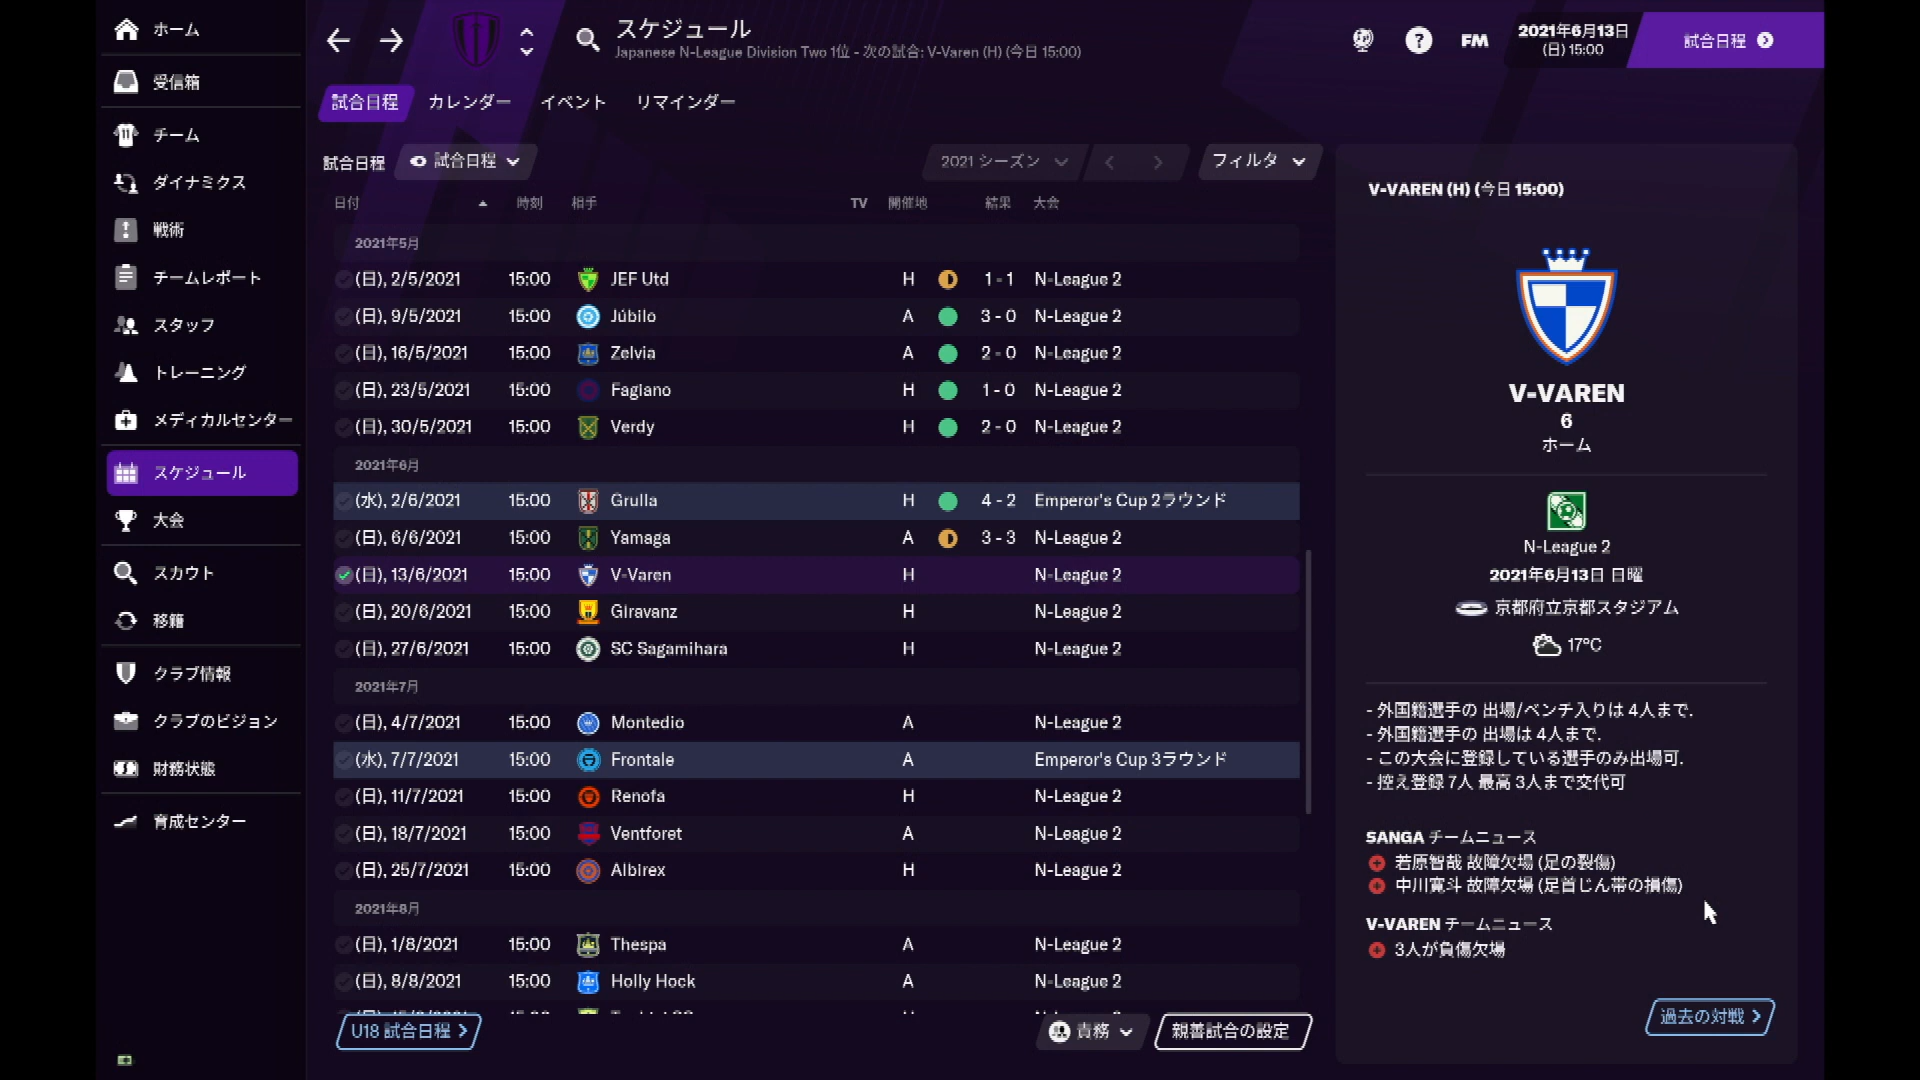 ホーム
受信箱
チーム
ダイナミクス
戦術
チームレポート
スタッフ
トレーニング
メディカルセンター
スケジュール
大会
スカウト
移籍
クラブ情報
クラブのビジョン
財務状態
育成センター
スケジュール
Japanese N-League Division Two 1位 - 次の試合: V-Varen (H) (今日 15:00)
FM
2021年6月13日
(日) 15:00
試合日程
試合日程 カレンダー イベント リマインダー
試合日程 試合日程 2021 シーズン フィルタ
日付 時刻 相手 TV 開催地 結果 大会
2021年5月
(日), 2/5/2021 15:00 JEF Utd H 1 - 1 N-League 2
(日), 9/5/2021 15:00 Júbilo A 3 - 0 N-League 2
(日), 16/5/2021 15:00 Zelvia A 2 - 0 N-League 2
(日), 23/5/2021 15:00 Fagiano H 1 - 0 N-League 2
(日), 30/5/2021 15:00 Verdy H 2 - 0 N-League 2
2021年6月
(水), 2/6/2021 15:00 Grulla H 4 - 2 Emperor's Cup 2ラウンド
(日), 6/6/2021 15:00 Yamaga A 3 - 3 N-League 2
(日), 13/6/2021 15:00 V-Varen H N-League 2
(日), 20/6/2021 15:00 Giravanz H N-League 2
(日), 27/6/2021 15:00 SC Sagamihara H N-League 2
2021年7月
(日), 4/7/2021 15:00 Montedio A N-League 2
(水), 7/7/2021 15:00 Frontale A Emperor's Cup 3ラウンド
(日), 11/7/2021 15:00 Renofa H N-League 2
(日), 18/7/2021 15:00 Ventforet A N-League 2
(日), 25/7/2021 15:00 Albirex H N-League 2
2021年8月
(日), 1/8/2021 15:00 Thespa A N-League 2
(日), 8/8/2021 15:00 Holly Hock A N-League 2
U18 試合日程 責務 親善試合の設定
V-VAREN (H) (今日 15:00)
V-VAREN
6
ホーム
N-League 2
2021年6月13日 日曜
京都府立京都スタジアム
17°C
- 外国籍選手の 出場/ベンチ入りは 4人まで.
- 外国籍選手の 出場は 4人まで.
- この大会に登録している選手のみ出場可.
- 控え登録 7人 最高 3人まで交代可
SANGA チームニュース
若原智哉 故障欠場 (足の裂傷)
中川寛斗 故障欠場 (足首じん帯の損傷)
V-VAREN チームニュース
3人が負傷欠場
過去の対戦